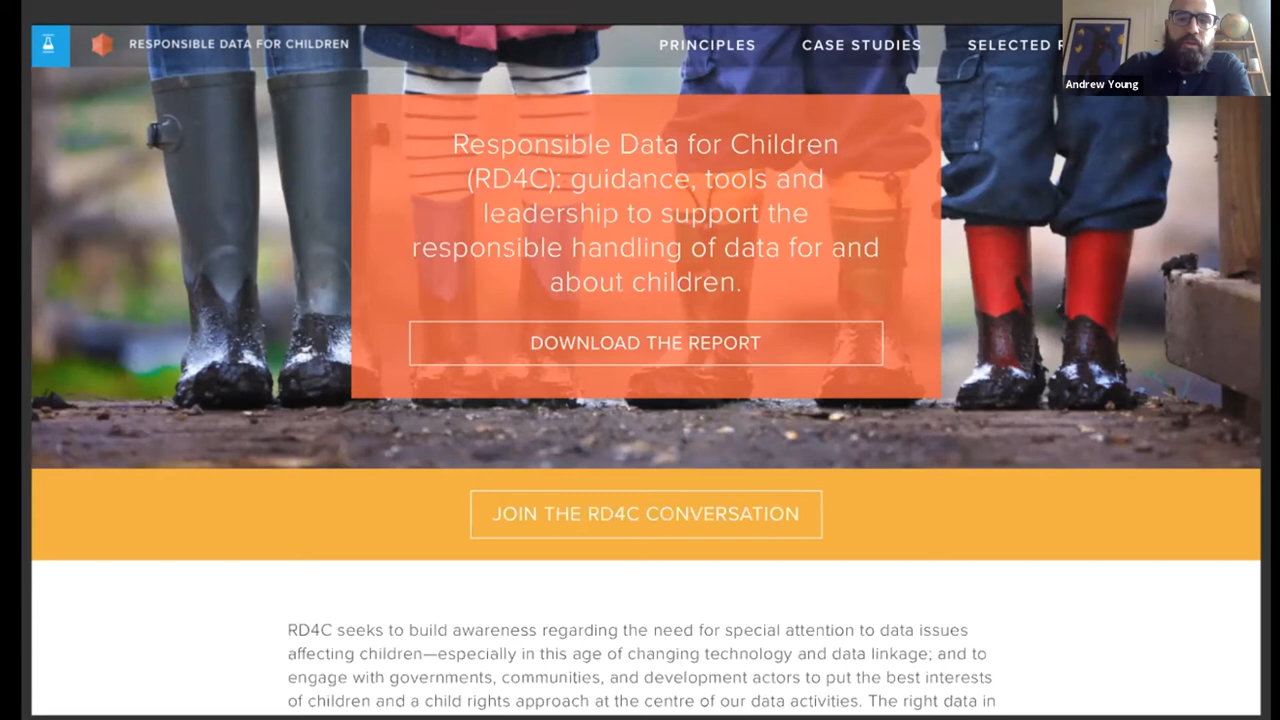 RESPONSIBLE DATA FOR CHILDREN
PRINCIPLES
CASE STUDIES
SELECTED
Andrew Young
Responsible Data for Children
(RD4C): guidance, tools and
leadership to support the
responsible handling of data for and
about children.
DOWNLOAD THE REPORT
JOIN THE RD4C CONVERSATION
RD4C seeks to build awareness regarding the need for special attention to data issues
affecting children—especially in this age of changing technology and data linkage; and to
engage with governments, communities, and development actors to put the best interests
of children and a child rights approach at the centre of our data activities. The right data in